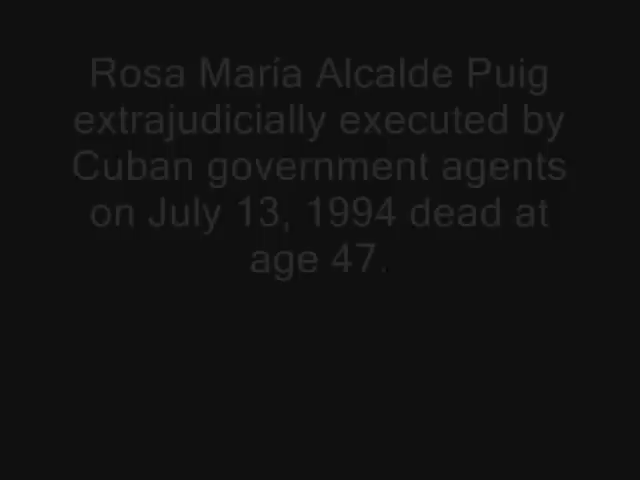 Rosa María Alcalde Puig
extrajudicially executed by
Cuban government agents
on July 13, 1994 dead at
age 47.